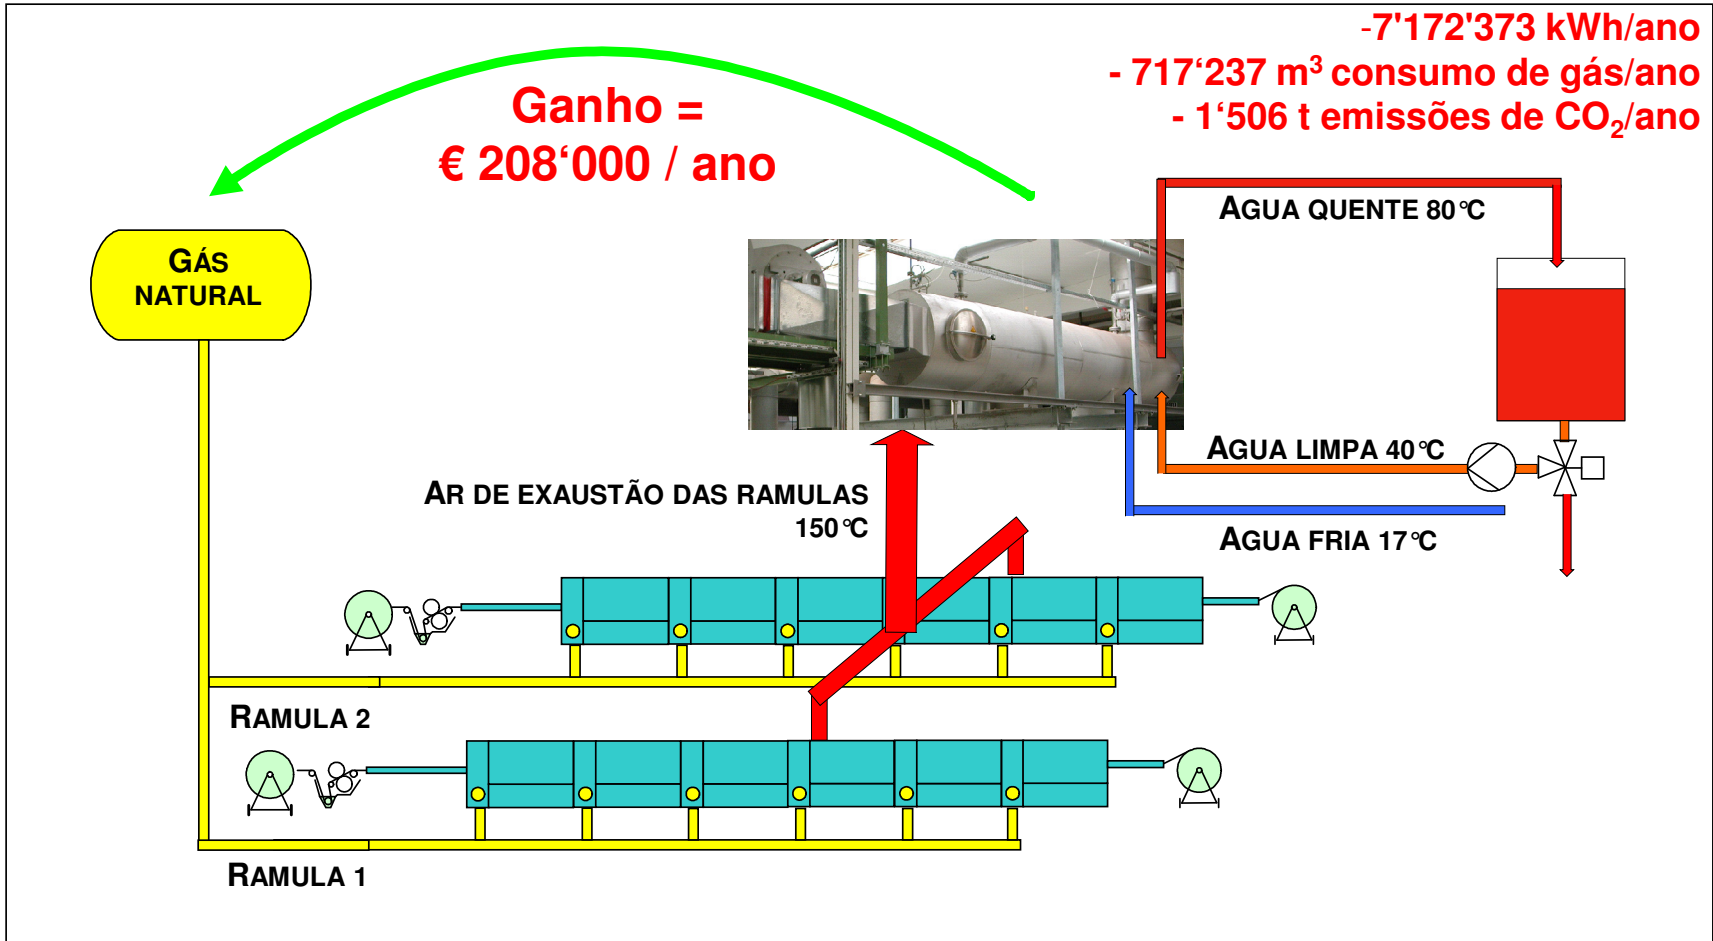 -7'172'373 kWh/ano
- 717‘237 m³ consumo de gás/ano
- 1‘506 t emissões de CO₂/ano
Ganho =
€ 208‘000 / ano
AGUA QUENTE 80°C
GÁS
NATURAL
AGUA LIMPA 40°C
AR DE EXAUSTÃO DAS RAMULAS
150°C
AGUA FRIA 17°C
RAMULA 2
RAMULA 1